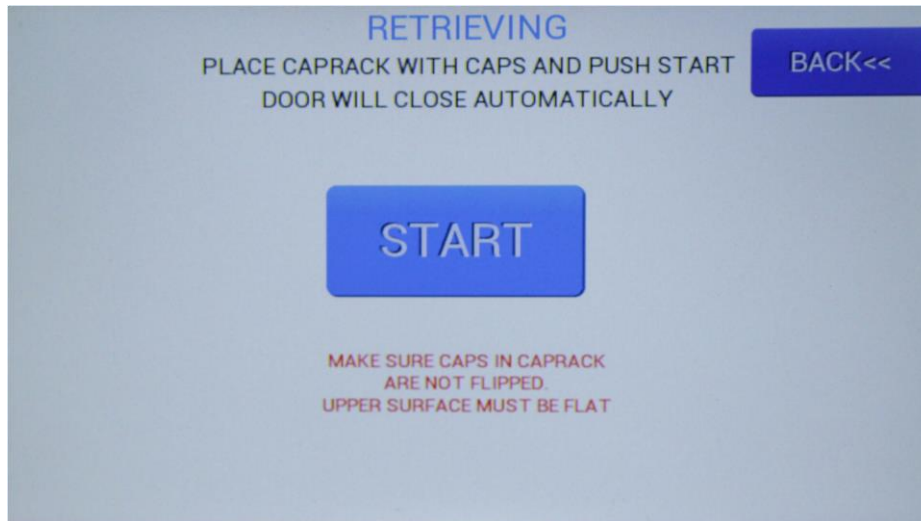 RETRIEVING
PLACE CAPRACK WITH CAPS AND PUSH START
DOOR WILL CLOSE AUTOMATICALLY
BACK<<
START
MAKE SURE CAPS IN CAPRACK
ARE NOT FLIPPED.
UPPER SURFACE MUST BE FLAT